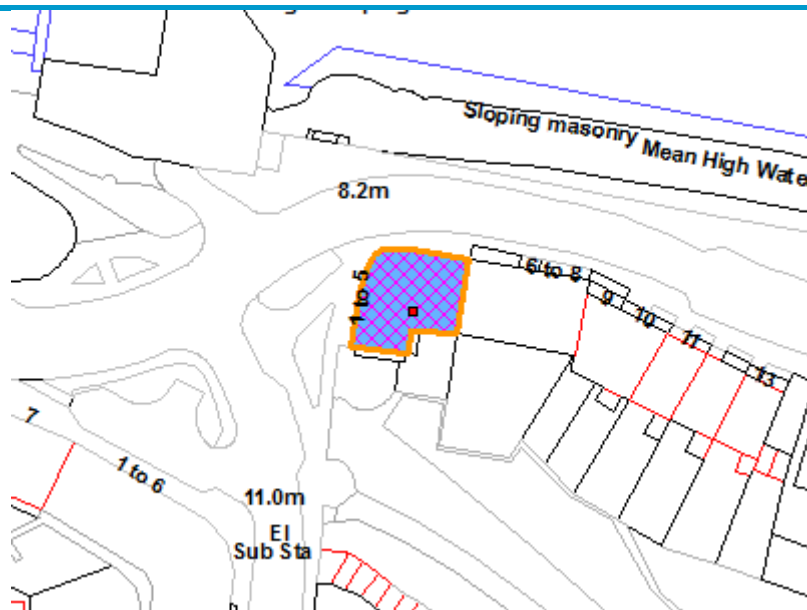 Sloping masonry
Mean High Wate
8.2m
1 to 5
6 to 8
9
10
11
13
7
1 to 6
11.0m
El
Sub Sta